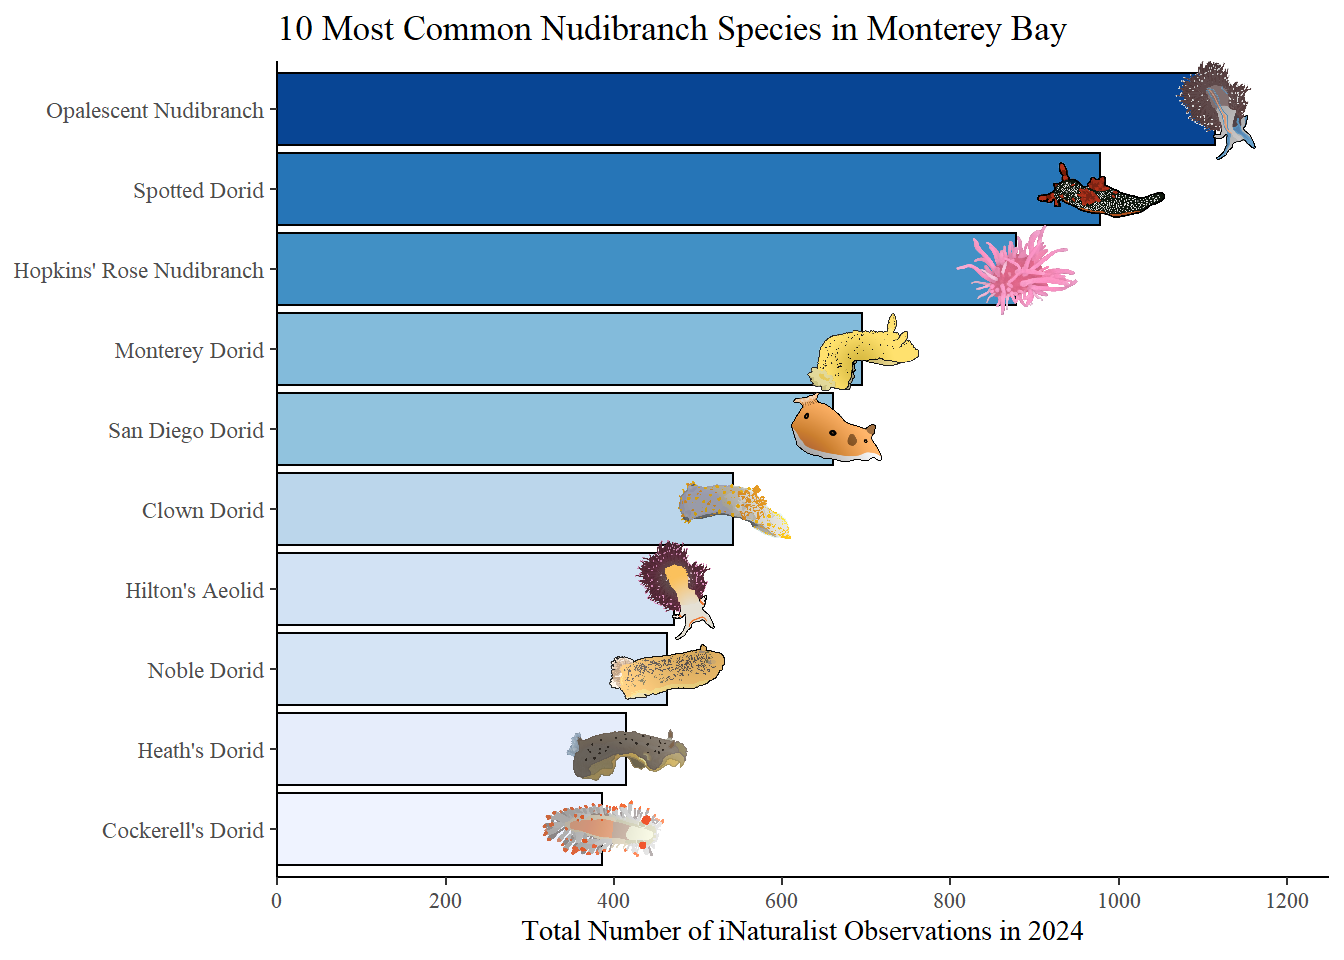 10 Most Common Nudibranch Species in Monterey Bay
Opalescent Nudibranch
Spotted Dorid
Hopkins' Rose Nudibranch
Monterey Dorid
San Diego Dorid
Clown Dorid
Hilton's Aeolid
Noble Dorid
Heath's Dorid
Cockerell's Dorid
0 200 400 600 800 1000 1200
Total Number of iNaturalist Observations in 2024